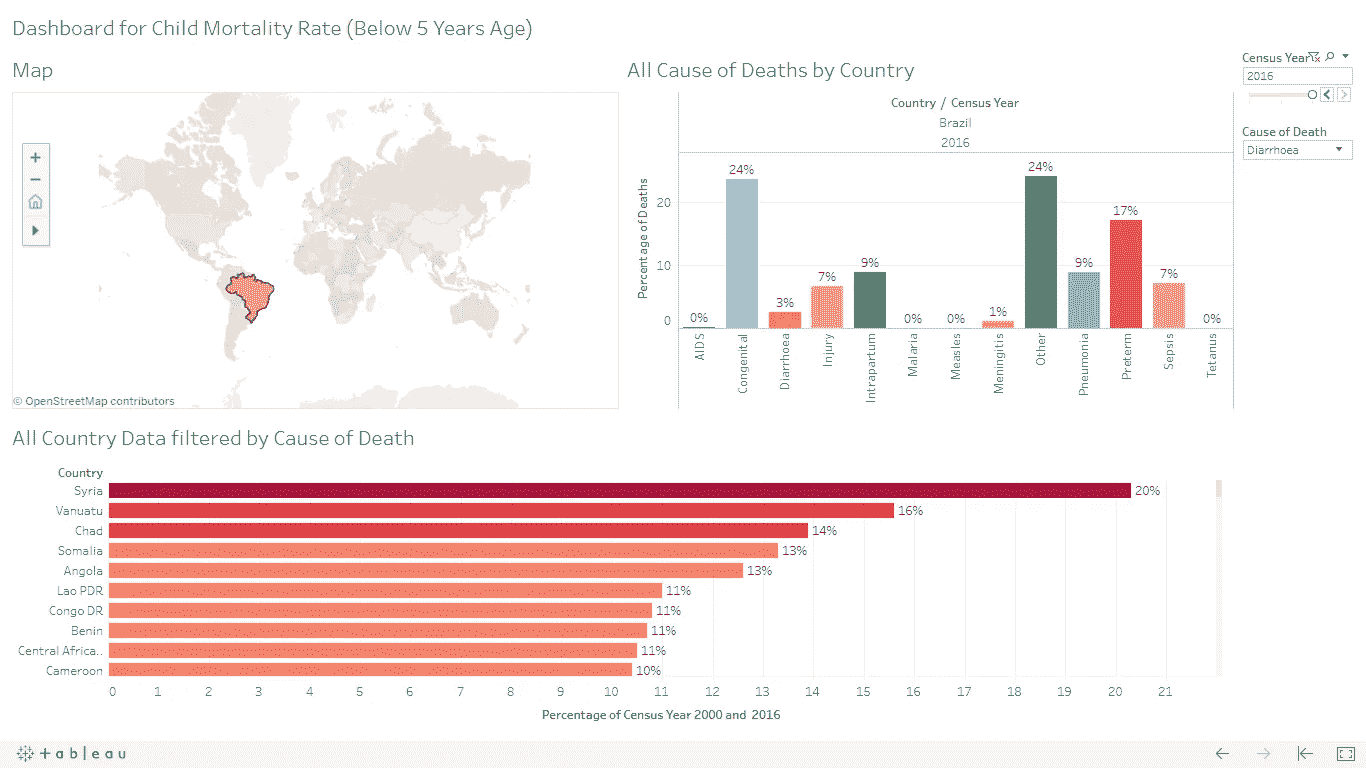 Dashboard for Child Mortality Rate (Below 5 Years Age)
Map
© OpenStreetMap contributors
All Cause of Deaths by Country
Country / Census Year
Brazil
2016
Percentage of Deaths
20
10
0
0%
24%
3%
7%
9%
0%
0%
1%
24%
9%
17%
7%
0%
AIDS
Congenital
Diarrhoea
Injury
Intrapartum
Malaria
Measles
Meningitis
Other
Pneumonia
Preterm
Sepsis
Tetanus
Census Year
2016
Cause of Death
Diarrhoea
All Country Data filtered by Cause of Death
Country
Syria 20%
Vanuatu 16%
Chad 14%
Somalia 13%
Angola 13%
Lao PDR 11%
Congo DR 11%
Benin 11%
Central Africa.. 11%
Cameroon 10%
0 1 2 3 4 5 6 7 8 9 10 11 12 13 14 15 16 17 18 19 20 21
Percentage of Census Year 2000 and 2016
+ a b | e a u